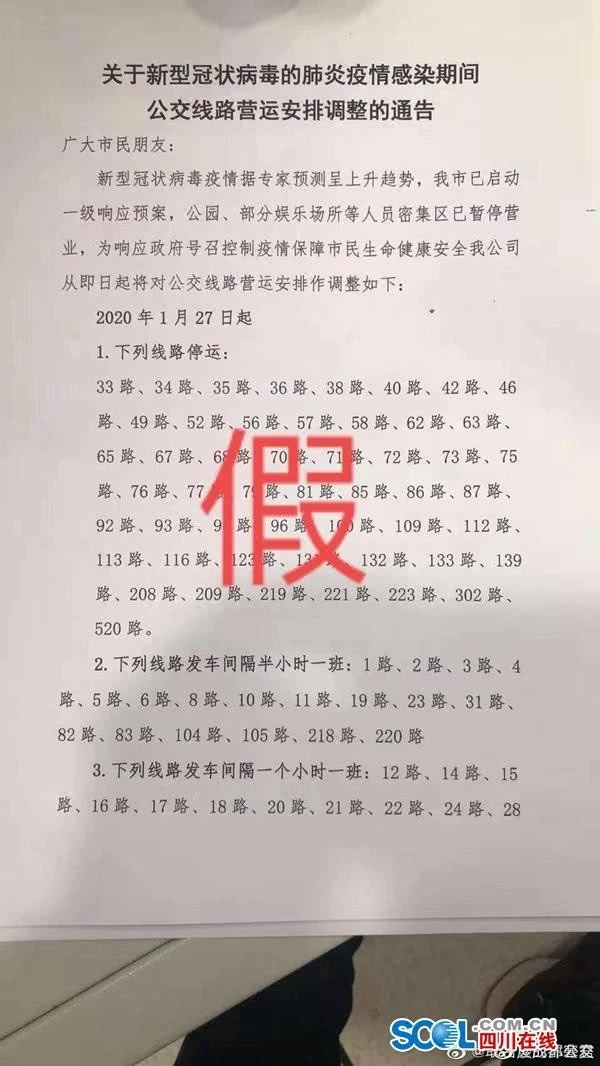 关于新型冠状病毒的肺炎疫情感染期间
公交线路营运安排调整的通告
广大市民朋友：
新型冠状病毒疫情据专家预测呈上升趋势，我市已启动
一级响应预案，公园、部分娱乐场所等人员密集区已暂停营
业，为响应政府号召控制疫情保障市民生命健康安全我公司
从即日起将对公交线路营运安排作调整如下：
2020 年 1 月 27 日起
1.下列线路停运：
33 路、34 路、35 路、36 路、38 路、40 路、42 路、46
路、49 路、52 路、56 路、57 路、58 路、62 路、63 路、
65 路、67 路、68 路、70 路、71 路、72 路、73 路、75
路、76 路、77 路、79 路、81 路、85 路、86 路、87 路、
92 路、93 路、9 路、96 路、100 路、109 路、112 路、
113 路、116 路、123 路、131 路、132 路、133 路、139
路、208 路、209 路、219 路、221 路、223 路、302 路、
520 路。
假
2.下列线路发车间隔半小时一班：1 路、2 路、3 路、4
路、5 路、6 路、8 路、10 路、11 路、19 路、23 路、31 路、
82 路、83 路、104 路、105 路、218 路、220 路
3.下列线路发车间隔一个小时一班：12 路、14 路、15
路、16 路、17 路、18 路、20 路、21 路、22 路、24 路、28
SCOL.COM.CN
四川在线